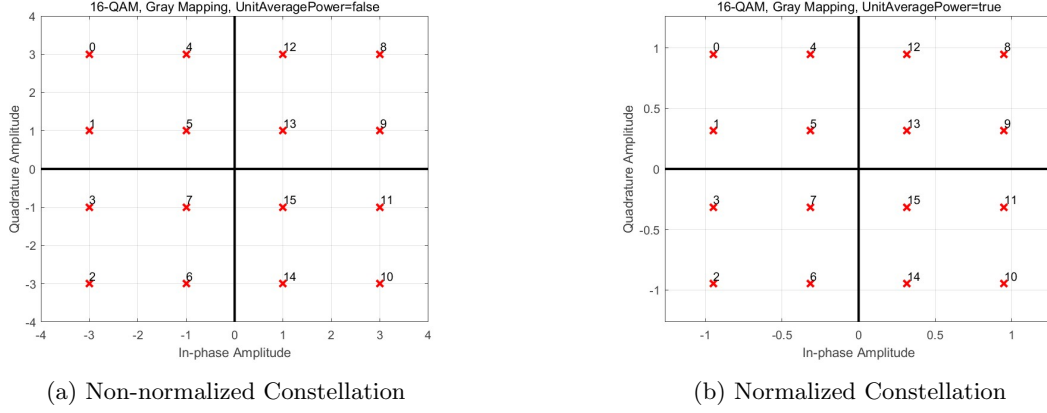 16-QAM, Gray Mapping, UnitAveragePower=false
4
3
2
1
0
-1
-2
-3
-4
Quadrature Amplitude
0 4 12 8
1 5 13 9
3 7 15 11
2 6 14 10
-4 -3 -2 -1 0 1 2 3 4
In-phase Amplitude
(a) Non-normalized Constellation
16-QAM, Gray Mapping, UnitAveragePower=true
1
0.5
0
-0.5
-1
Quadrature Amplitude
0 4 12 8
1 5 13 9
3 7 15 11
2 6 14 10
-1 -0.5 0 0.5 1
In-phase Amplitude
(b) Normalized Constellation